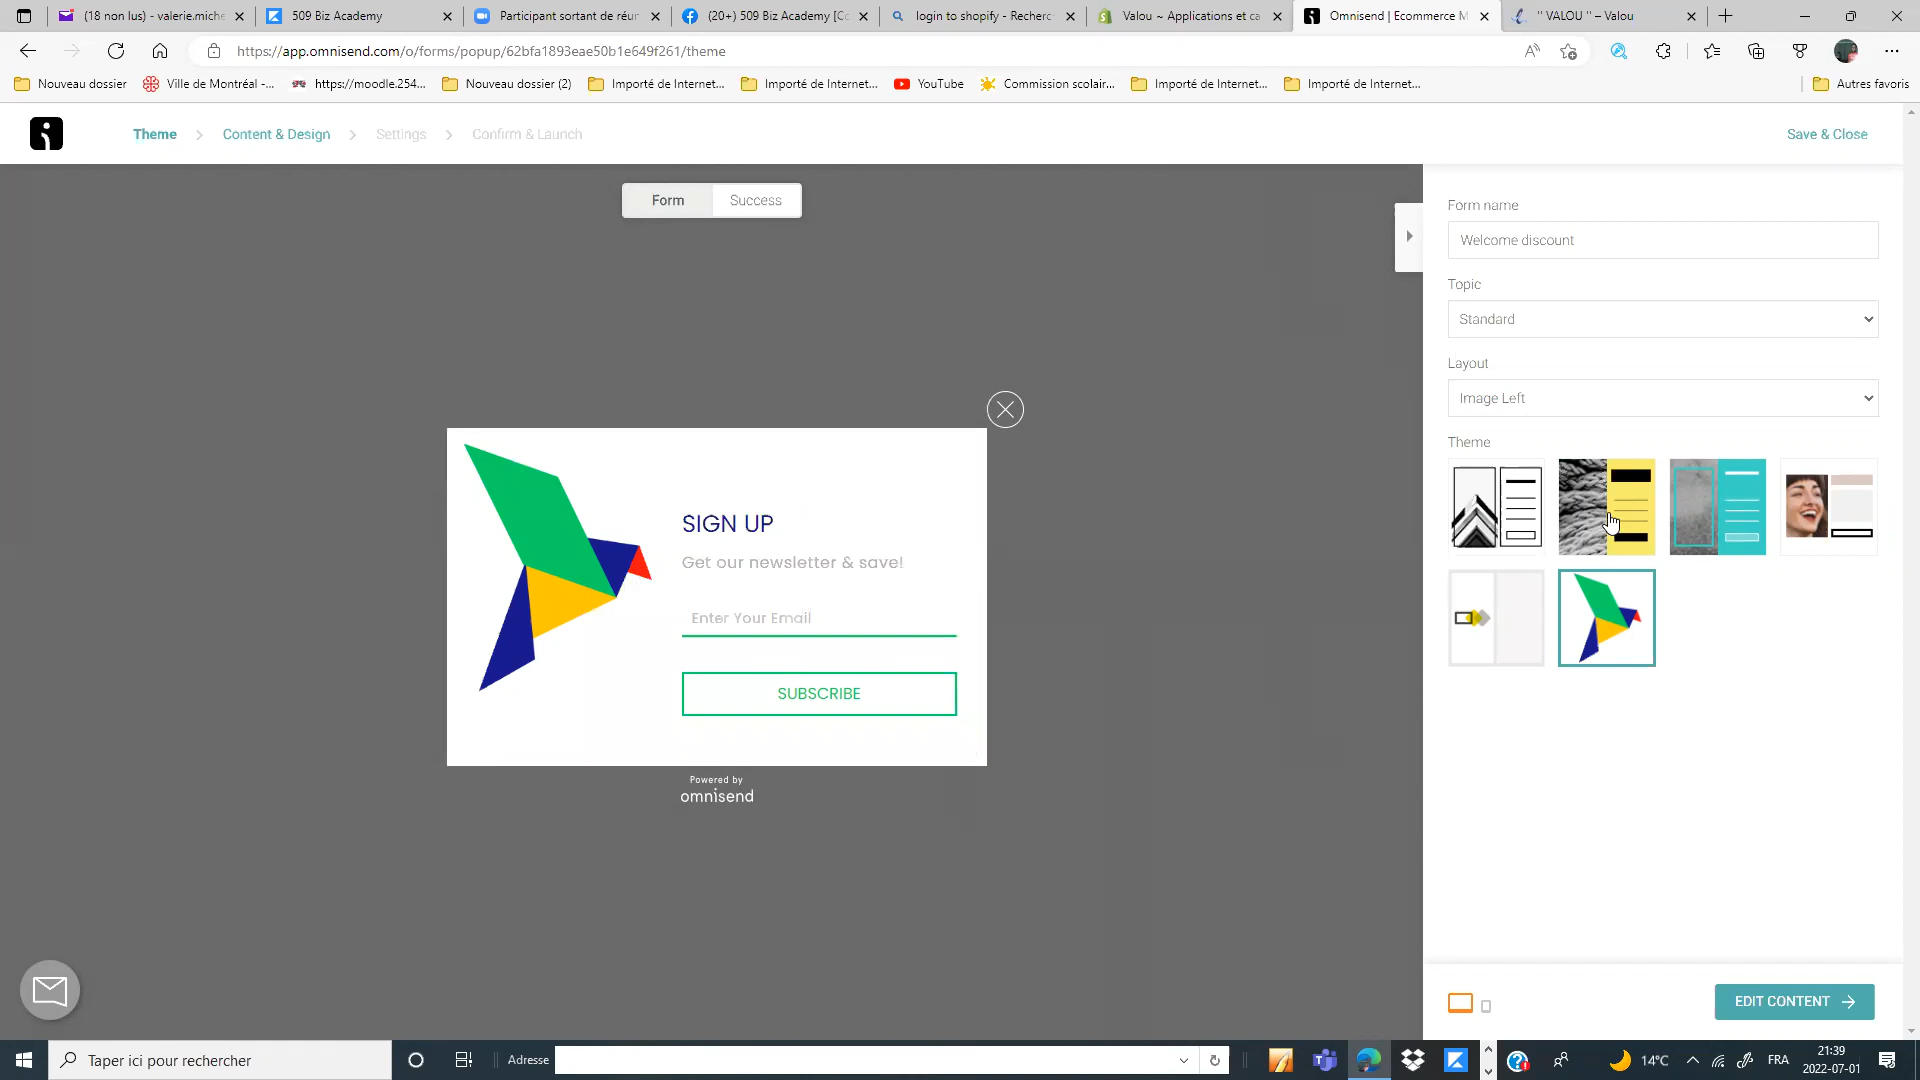 (18 non lus) - valerie.miche
509 Biz Academy
Participant sortant de réur
(20+) 509 Biz Academy [Cc
login to shopify - Recherc
Valou ~ Applications et ca
Omnisend | Ecommerce M
" VALOU " – Valou
https://app.omnisend.com/o/forms/popup/62bfa1893eae50b1e649f261/theme
Nouveau dossier
Ville de Montréal -...
https://moodle.254...
Nouveau dossier (2)
Importé de Internet...
Importé de Internet...
YouTube
Commission scolair...
Importé de Internet...
Importé de Internet...
Autres favoris
Theme
Content & Design
Settings
Confirm & Launch
Save & Close
Form
Success
SIGN UP
Get our newsletter & save!
Enter Your Email
SUBSCRIBE
Powered by
omnisend
Form name
Welcome discount
Topic
Standard
Layout
Image Left
Theme
EDIT CONTENT
Taper ici pour rechercher
Adresse
14°C
FRA
21:39
2022-07-01